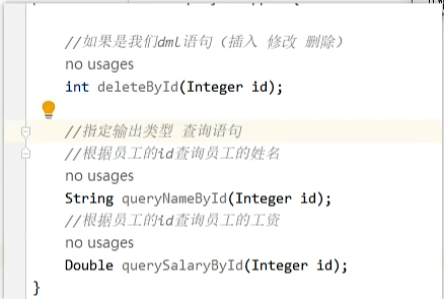 //如果是我们dml语句（插入 修改 删除）
no usages
int deleteById(Integer id);
//指定输出类型 查询语句
//根据员工的id查询员工的姓名
no usages
String queryNameById(Integer id);
//根据员工的id查询员工的工资
no usages
Double querySalaryById(Integer id);
}